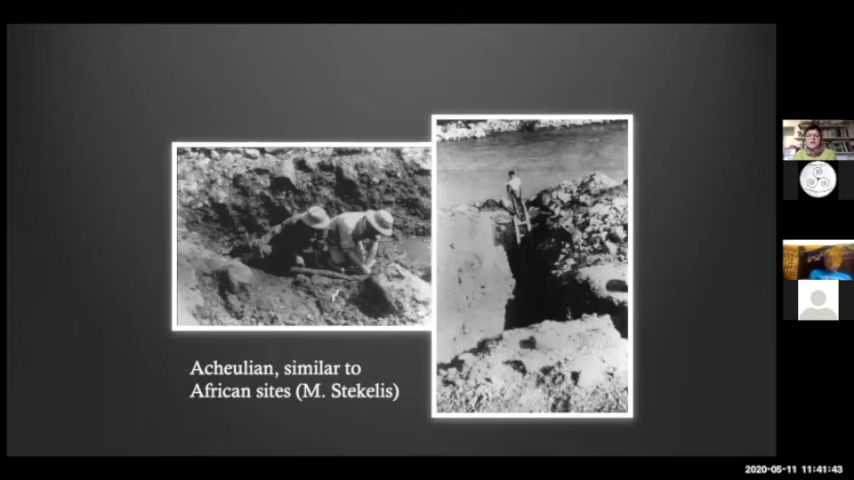 Acheulian, similar to
African sites (M. Stekelis)
2020-05-11 11:41:43